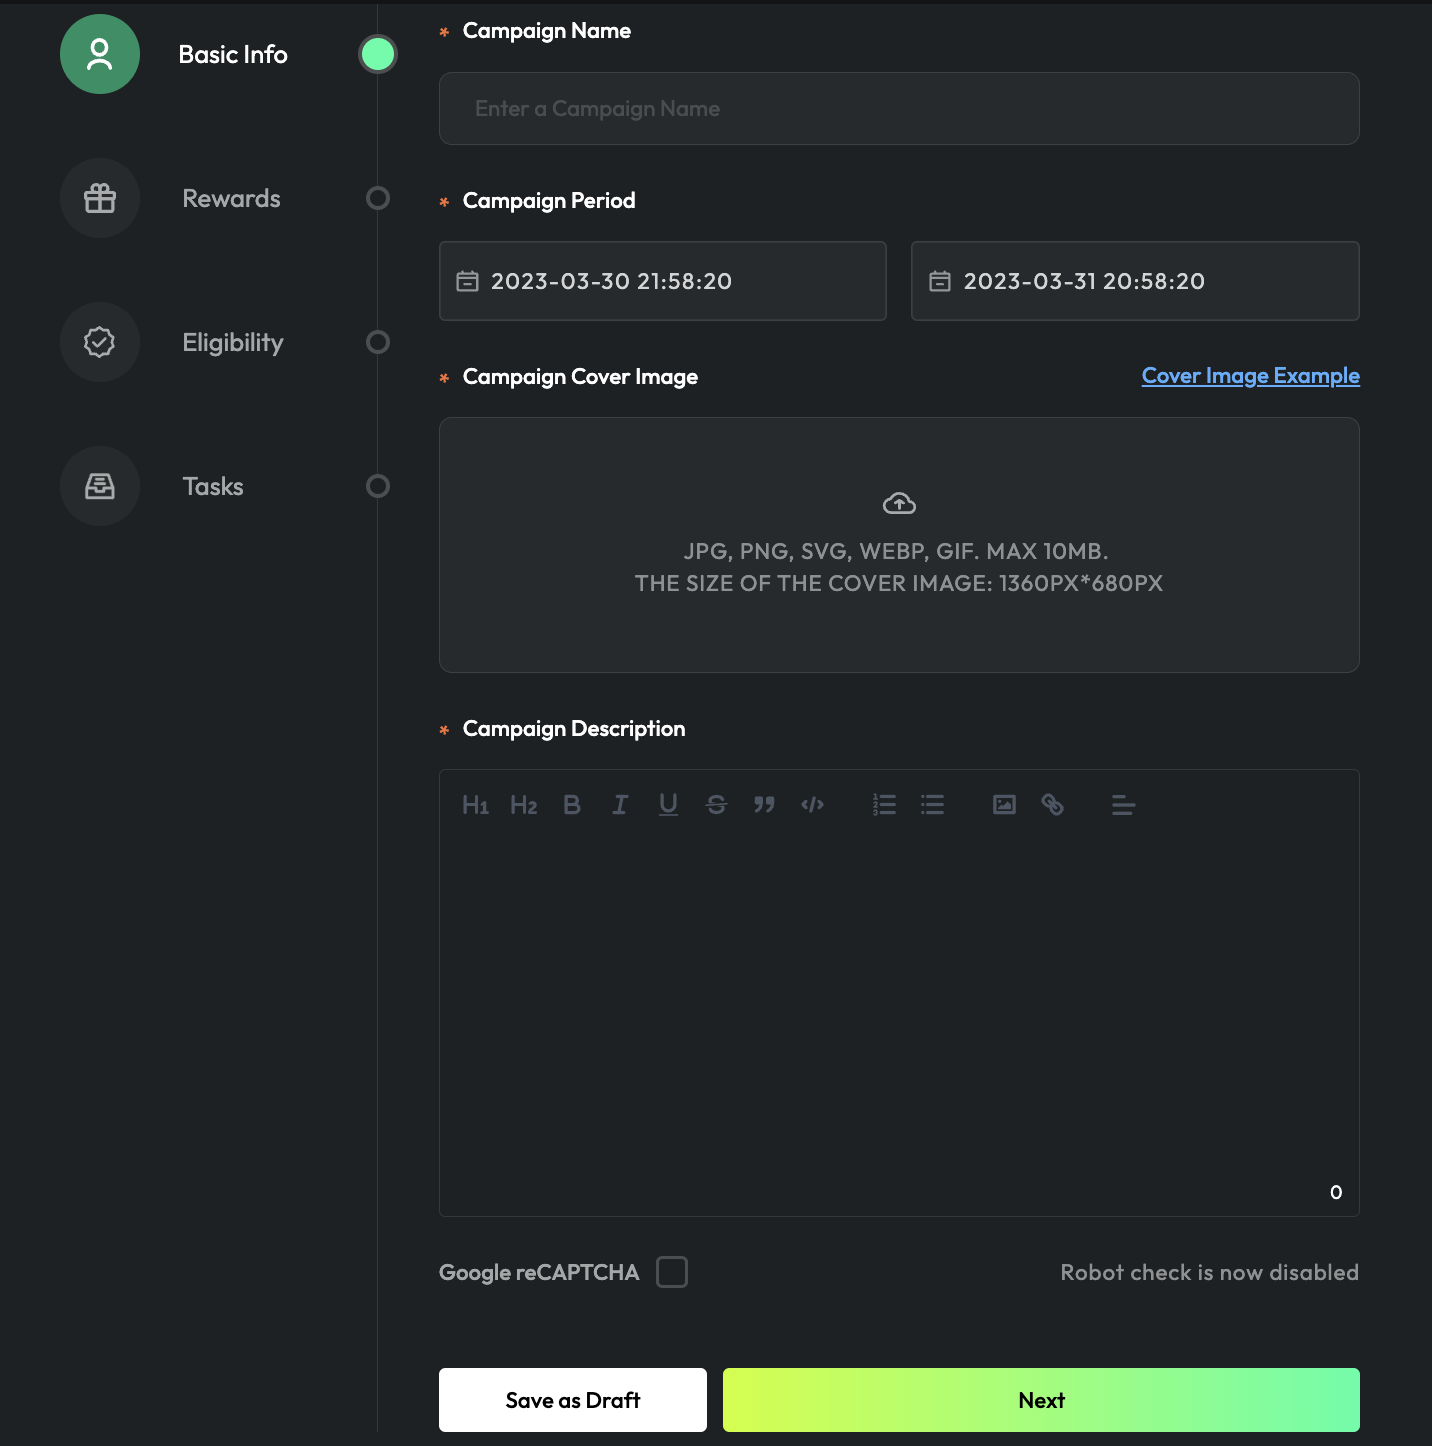 Basic Info
Rewards
Eligibility
Tasks
* Campaign Name
Enter a Campaign Name
* Campaign Period
2023-03-30 21:58:20
2023-03-31 20:58:20
* Campaign Cover Image
Cover Image Example
JPG, PNG, SVG, WEBP, GIF. MAX 10MB.
THE SIZE OF THE COVER IMAGE: 1360PX*680PX
* Campaign Description
H1 H2 B I U S
0
Google reCAPTCHA
Robot check is now disabled
Save as Draft
Next